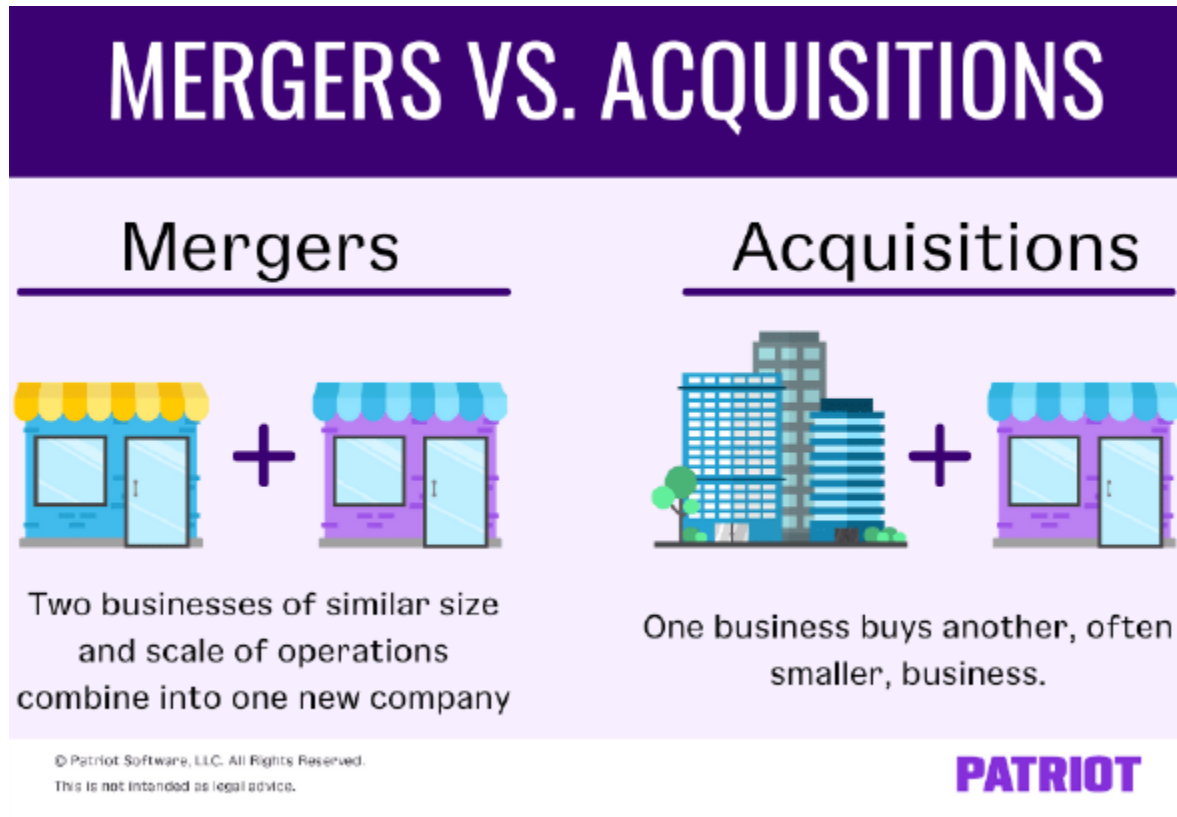 MERGERS VS. ACQUISITIONS
Mergers
Two businesses of similar size
and scale of operations
combine into one new company
Acquisitions
One business buys another, often
smaller, business.
© Patriot Software, LLC. All Rights Reserved.
This is not intended as legal advice.
PATRIOT